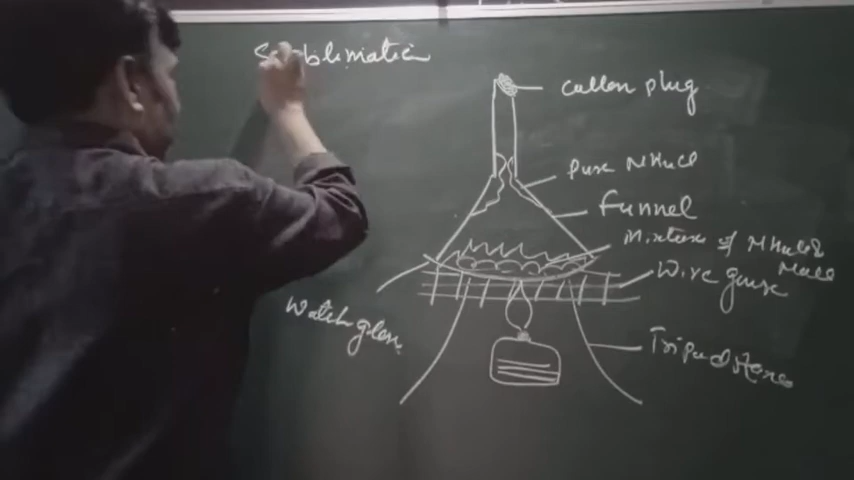 Sublimation
Cotton plug
Pure NH4Cl
Funnel
Mixture of NH4Cl &
NaCl
Wire gauze
Watch glass
Tripod stand